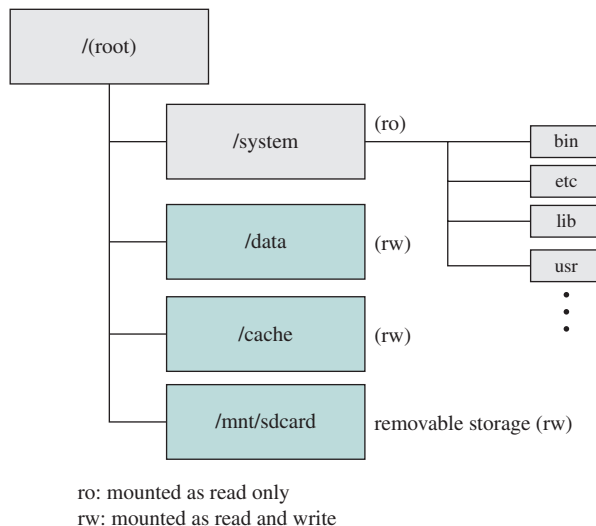 /(root)
/system
(ro)
bin
etc
lib
usr
/data
(rw)
/cache
(rw)
/mnt/sdcard
removable storage (rw)
ro: mounted as read only
rw: mounted as read and write